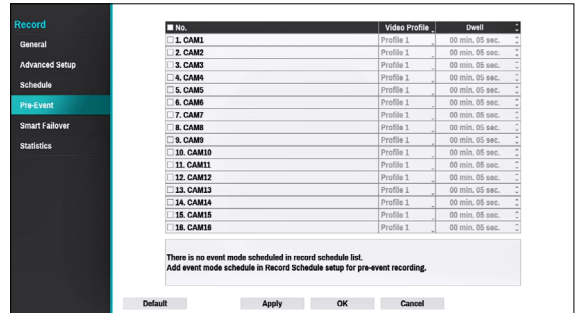 Record
General
Advanced Setup
Schedule
Pre-Event
Smart Failover
Statistics
No. Video Profile Dwell
1. CAM1 Profile 1 00 min. 05 sec.
2. CAM2 Profile 1 00 min. 05 sec.
3. CAM3 Profile 1 00 min. 05 sec.
4. CAM4 Profile 1 00 min. 05 sec.
5. CAM5 Profile 1 00 min. 05 sec.
6. CAM6 Profile 1 00 min. 05 sec.
7. CAM7 Profile 1 00 min. 05 sec.
8. CAM8 Profile 1 00 min. 05 sec.
9. CAM9 Profile 1 00 min. 05 sec.
10. CAM10 Profile 1 00 min. 05 sec.
11. CAM11 Profile 1 00 min. 05 sec.
12. CAM12 Profile 1 00 min. 05 sec.
13. CAM13 Profile 1 00 min. 05 sec.
14. CAM14 Profile 1 00 min. 05 sec.
15. CAM15 Profile 1 00 min. 05 sec.
16. CAM16 Profile 1 00 min. 05 sec.
There is no event mode scheduled in record schedule list.
Add event mode schedule in Record Schedule setup for pre-event recording.
Default Apply OK Cancel